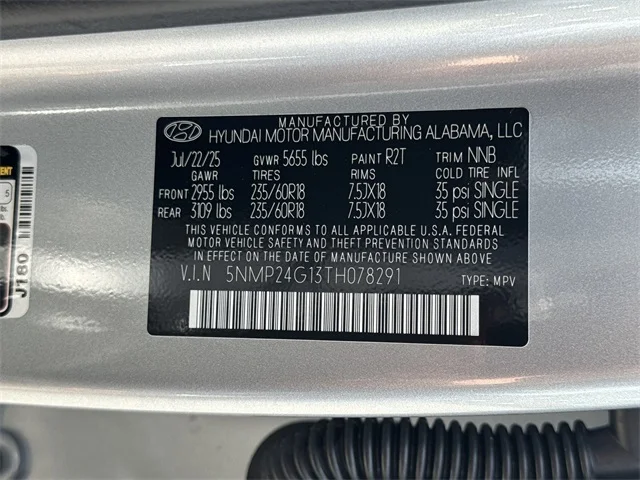 MANUFACTURED BY
HYUNDAI MOTOR MANUFACTURING ALABAMA, LLC
Jul/22/25 GVWR 5655 lbs PAINT R2T TRIM NNB
GAWR TIRES RIMS COLD TIRE INFL
FRONT 2955 lbs 235/60R18 7.5JX18 35 psi SINGLE
REAR 3109 lbs 235/60R18 7.5JX18 35 psi SINGLE
THIS VEHICLE CONFORMS TO ALL APPLICABLE U.S.A. FEDERAL
MOTOR VEHICLE SAFETY, BUMPER, AND THEFT PREVENTION STANDARDS
IN EFFECT ON THE DATE OF MANUFACTURE SHOWN ABOVE.
V.I.N 5NMP24G13TH078291 TYPE: MPV
5
J180